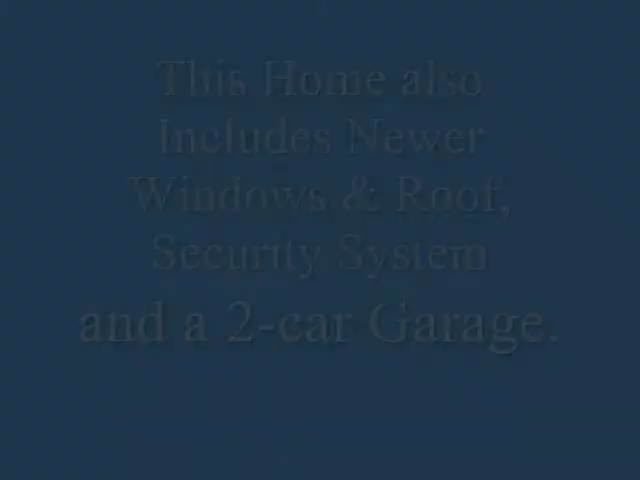 This Home also
Includes Newer
Windows & Roof,
Security System
and a 2-car Garage.